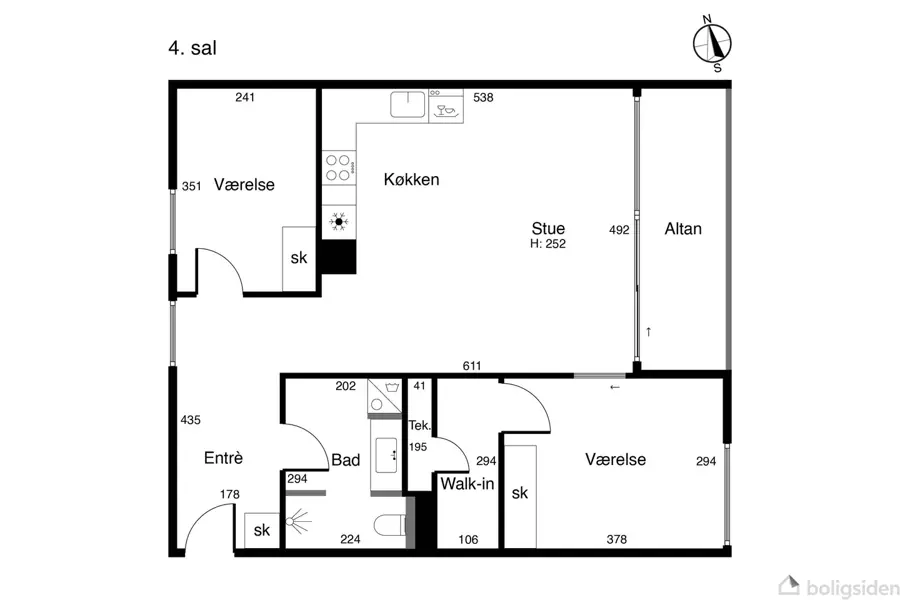 4. sal
N
S
241
538
351
Værelse
Køkken
Stue
H: 252
492
Altan
sk
611
202
41
435
Tek.
195
Entrè
Bad
294
Værelse
294
294
Walk-in
sk
178
sk
224
106
378
boligsiden